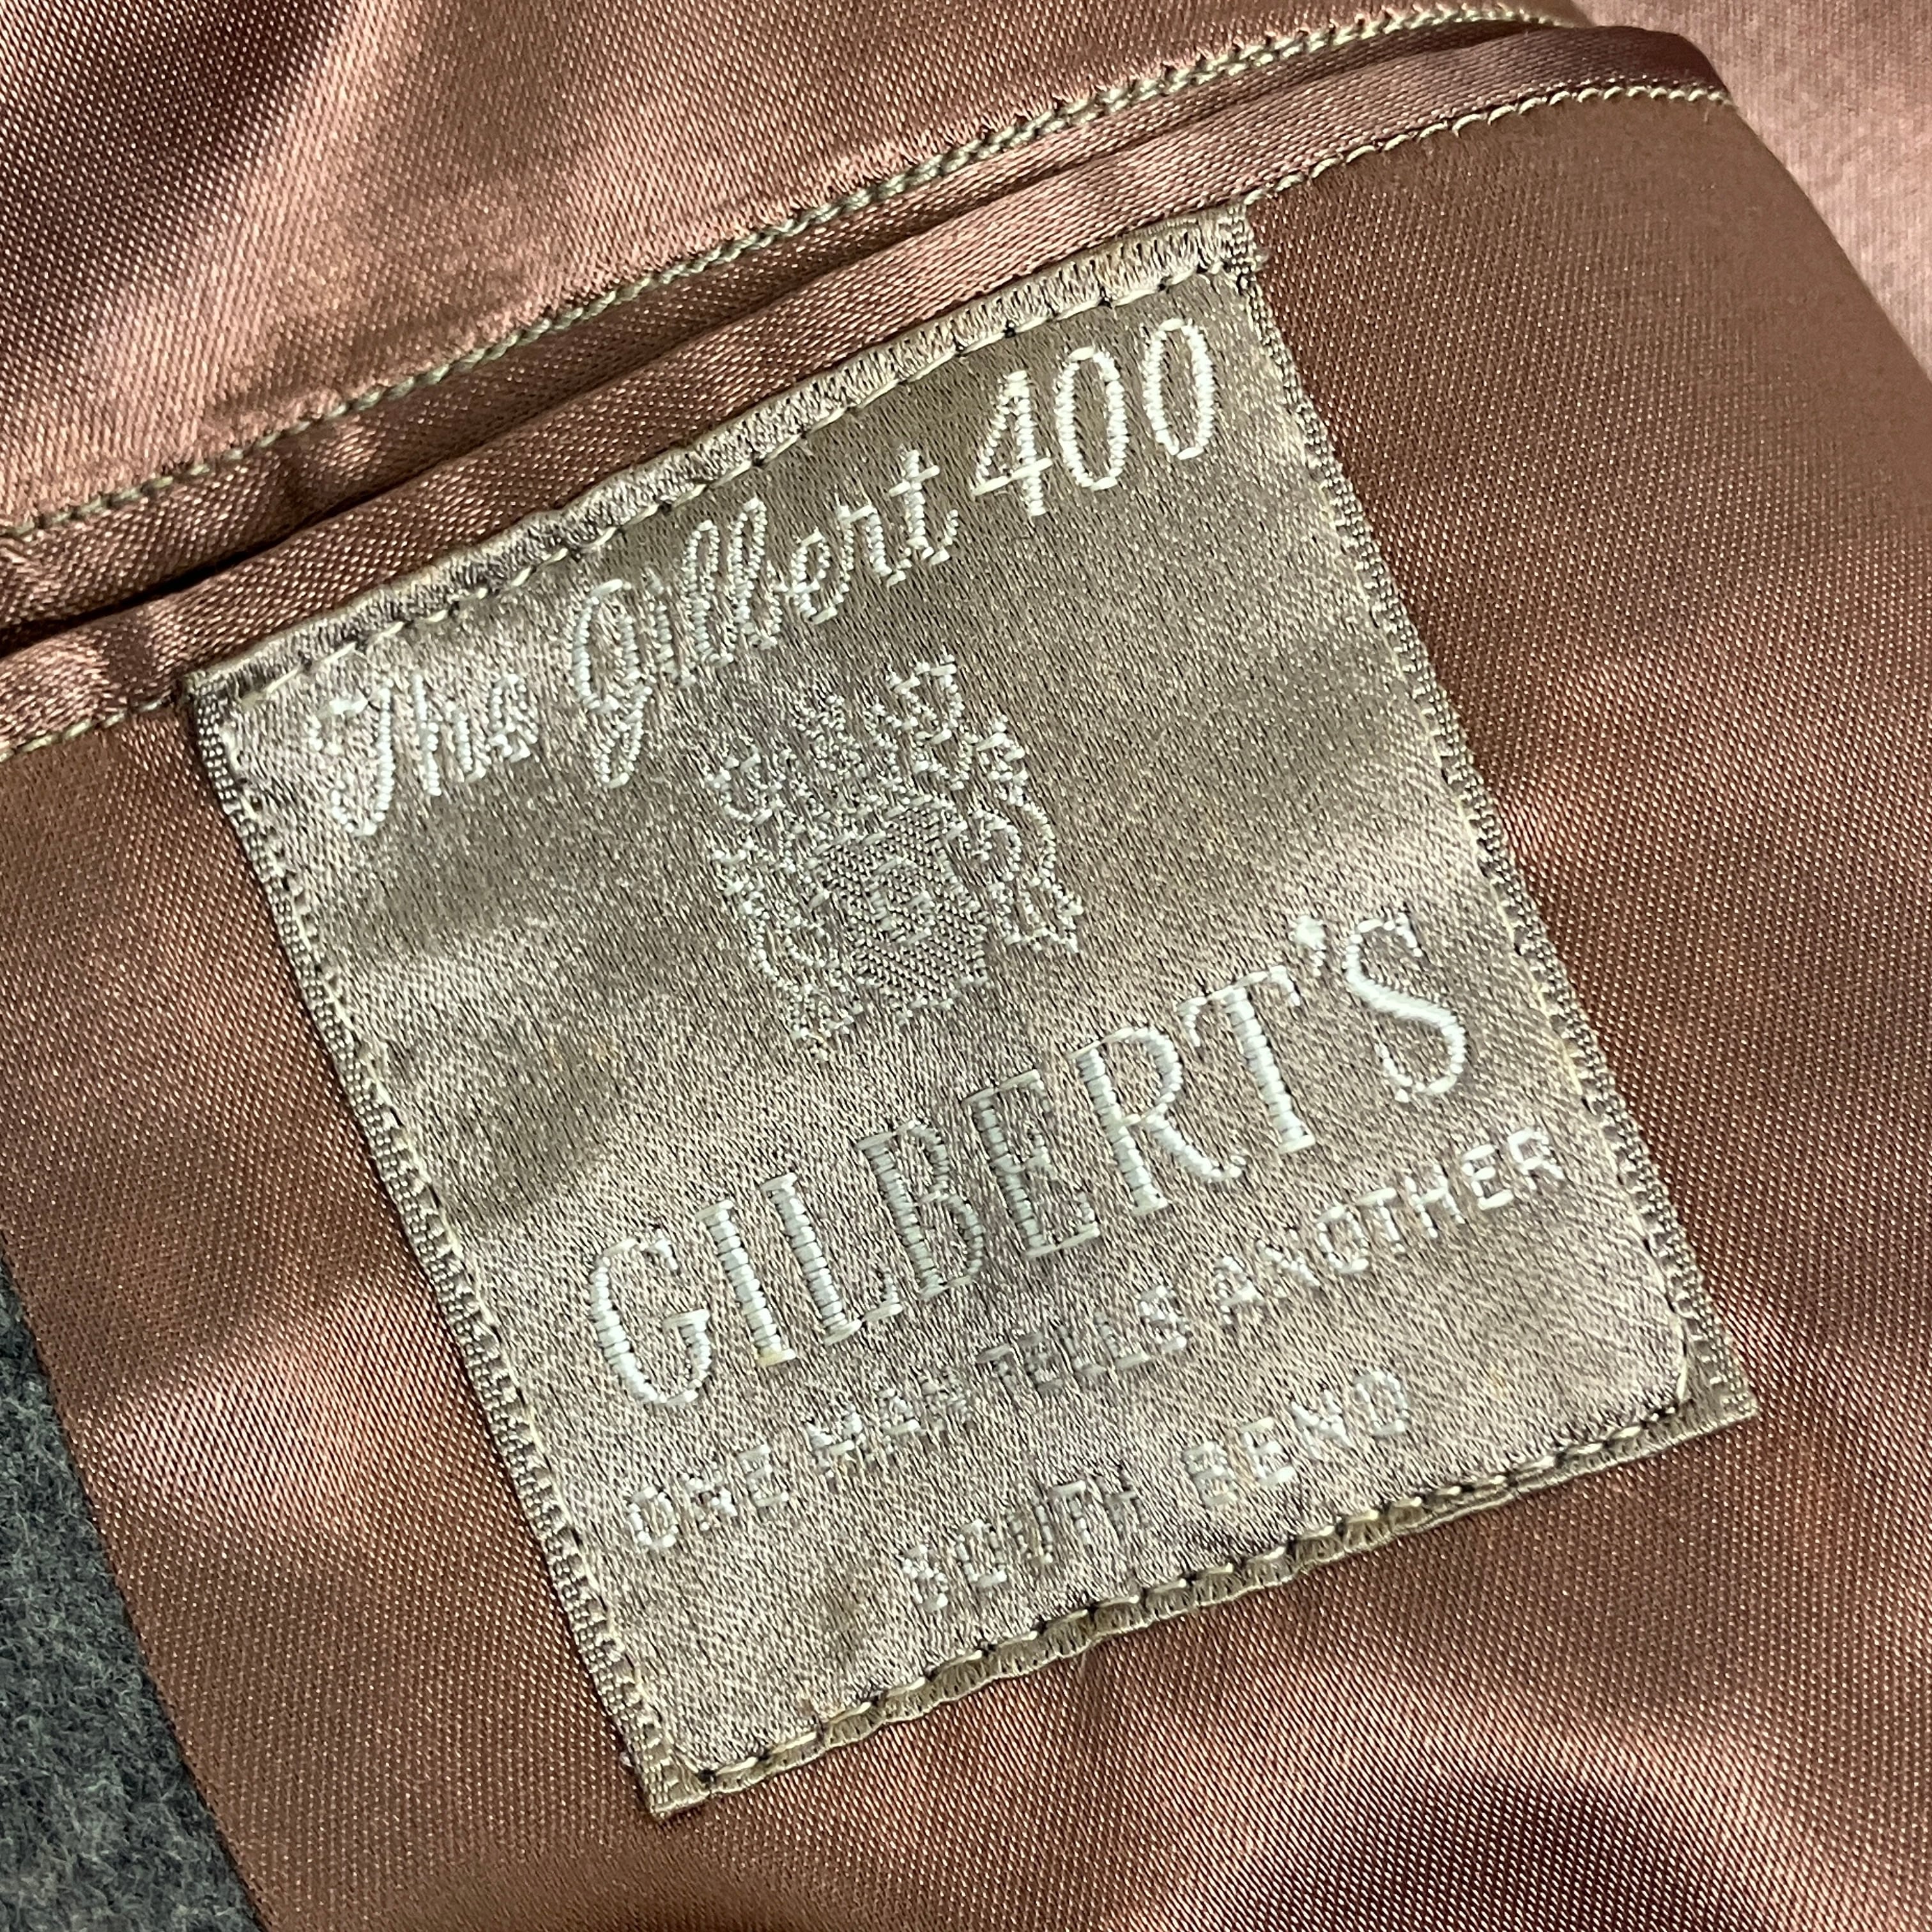 The Gilbert 400
GILBERT'S
ONE MAN TELLS ANOTHER
SOUTH BEND